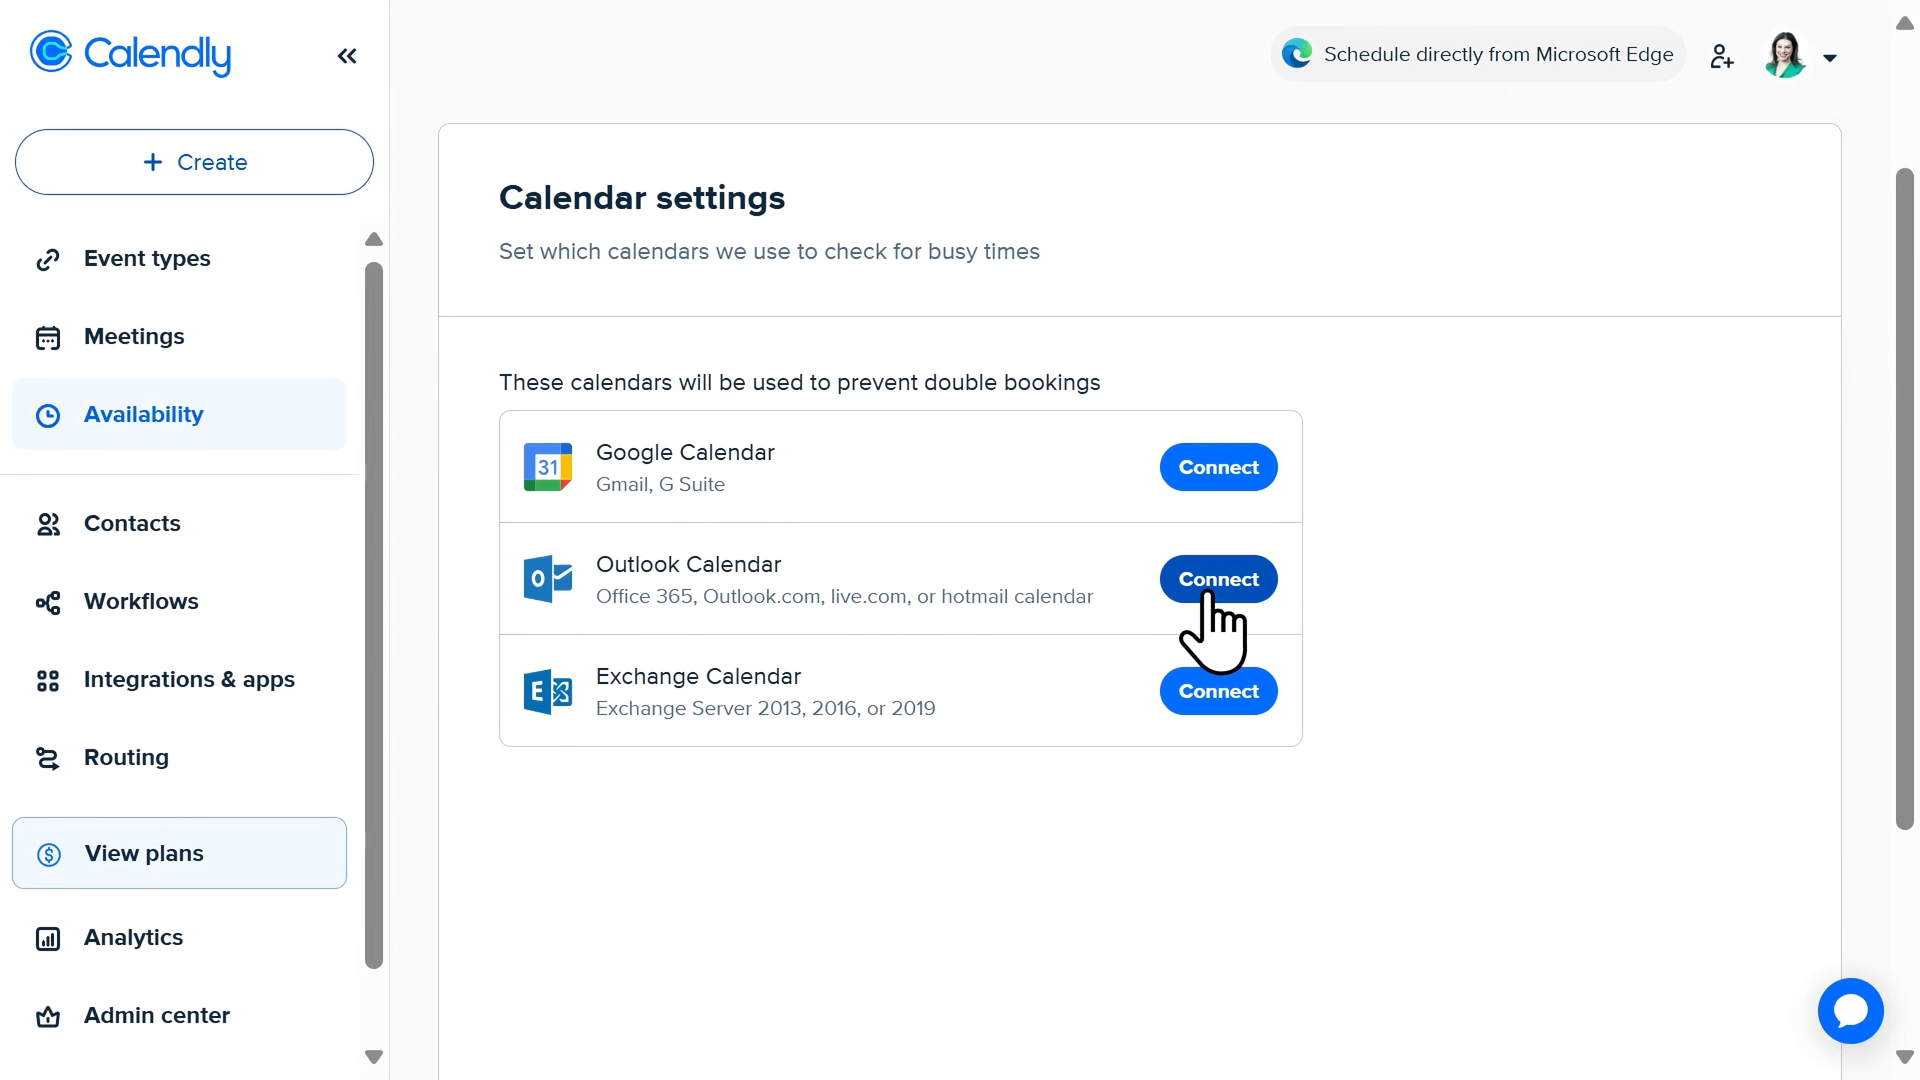 Calendly
Schedule directly from Microsoft Edge
+ Create
Event types
Meetings
Availability
Contacts
Workflows
Integrations & apps
Routing
View plans
Analytics
Admin center
Calendar settings
Set which calendars we use to check for busy times
These calendars will be used to prevent double bookings
31
Google Calendar
Gmail, G Suite
Connect
Outlook Calendar
Office 365, Outlook.com, live.com, or hotmail calendar
Connect
Exchange Calendar
Exchange Server 2013, 2016, or 2019
Connect